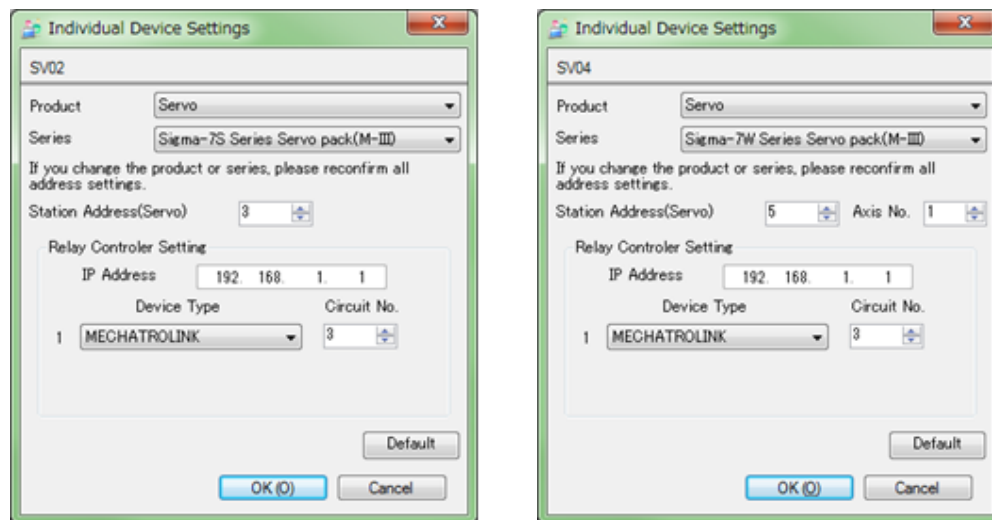 Individual Device Settings
SV02
Product Servo
Series Sigma-7S Series Servo pack(M-III)
If you change the product or series, please reconfirm all
address settings.
Station Address(Servo) 3
Relay Controler Setting
IP Address 192. 168. 1. 1
Device Type Circuit No.
1 MECHATROLINK 3
Default
OK(O) Cancel
Individual Device Settings
SV04
Product Servo
Series Sigma-7W Series Servo pack(M-III)
If you change the product or series, please reconfirm all
address settings.
Station Address(Servo) 5 Axis No. 1
Relay Controler Setting
IP Address 192. 168. 1. 1
Device Type Circuit No.
1 MECHATROLINK 3
Default
OK(O) Cancel